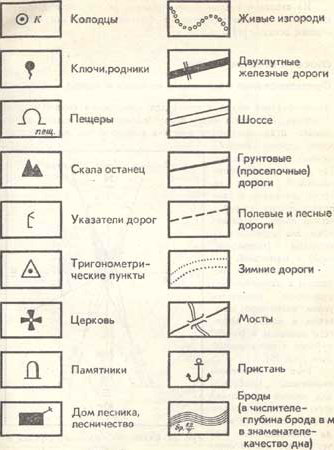 К
Колодцы
Ключи,родники
пещ.
Пещеры
Скала останец
Указатели дорог
Тригонометри-
ческие пункты
Церковь
Памятники
Дом лесника,
лесничество
Живые изгороди
Двухпутные
железные дороги
Шоссе
Грунтовые
(проселочные)
дороги
Полевые и лесные
дороги
Зимние дороги
Мосты
Пристань
бр.
Броды
(в числителе-
глубина брода в м
в знаменателе-
качество дна)